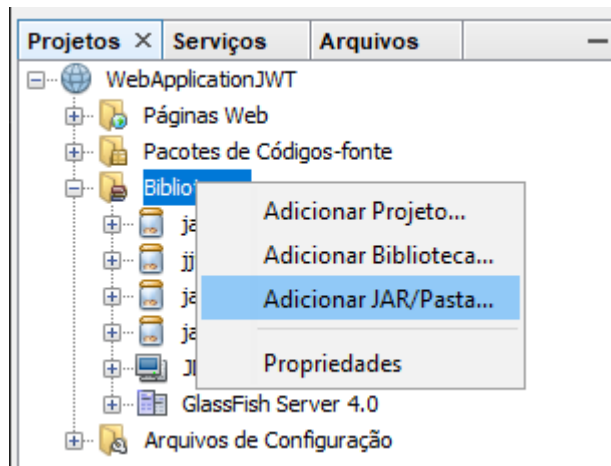 Projetos × Serviços Arquivos
WebApplicationJWT
Páginas Web
Pacotes de Códigos-fonte
Adicionar Projeto...
Adicionar Biblioteca...
Adicionar JAR/Pasta...
Propriedades
GlassFish Server 4.0
Arquivos de Configuração